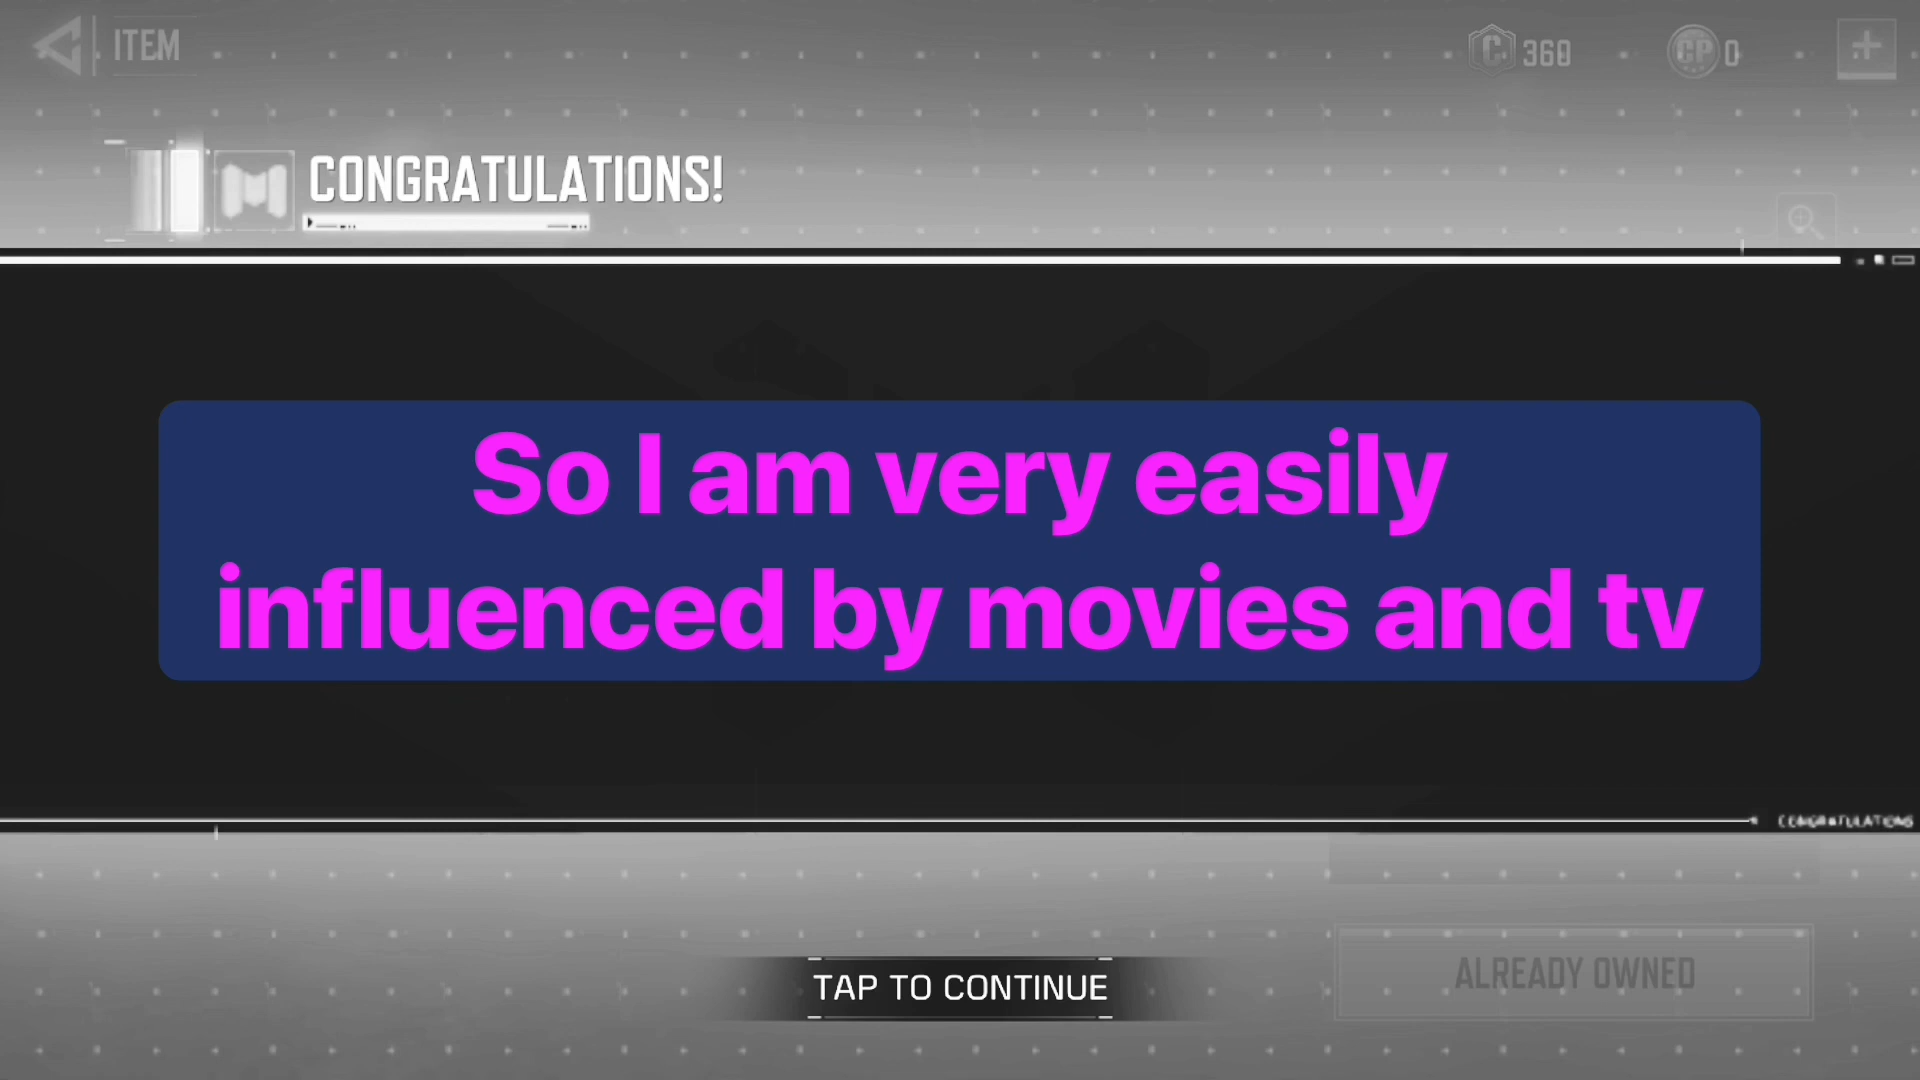 ITEM
360
CP 0
CONGRATULATIONS!
So I am very easily
influenced by movies and tv
CONGRATULATIONS
TAP TO CONTINUE
ALREADY OWNED